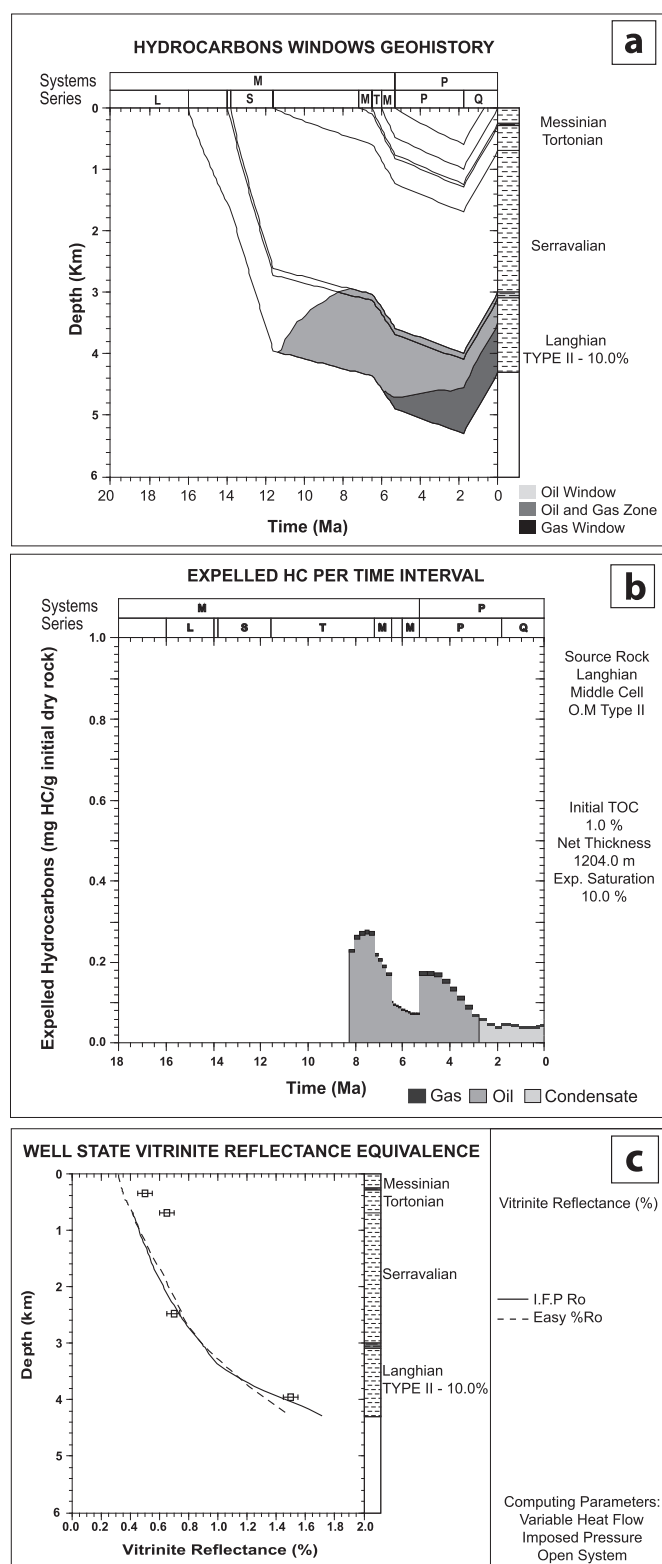 HYDROCARBONS WINDOWS GEOHISTORY
a
Systems
M
P
Series
L
S
M
T
M
P
Q
0
1
2
3
4
5
6
Depth (Km)
20
18
16
14
12
10
8
6
4
2
0
Time (Ma)
Messinian
Tortonian
Serravalian
Langhian
TYPE II - 10.0%
Oil Window
Oil and Gas Zone
Gas Window
EXPELLED HC PER TIME INTERVAL
b
Systems
M
P
Series
L
S
T
M
M
P
Q
1.0
0.8
0.6
0.4
0.2
0.0
Expelled Hydrocarbons (mg HC/g initial dry rock)
18
16
14
12
10
8
6
4
2
0
Time (Ma)
Source Rock
Langhian
Middle Cell
O.M Type II
Initial TOC
1.0 %
Net Thickness
1204.0 m
Exp. Saturation
10.0 %
Gas
Oil
Condensate
WELL STATE VITRINITE REFLECTANCE EQUIVALENCE
c
0
1
2
3
4
5
6
Depth (km)
0.0
0.2
0.4
0.6
0.8
1.0
1.2
1.4
1.6
1.8
2.0
Vitrinite Reflectance (%)
Messinian
Tortonian
Serravalian
Langhian
TYPE II - 10.0%
Vitrinite Reflectance (%)
I.F.P Ro
Easy %Ro
Computing Parameters:
Variable Heat Flow
Imposed Pressure
Open System